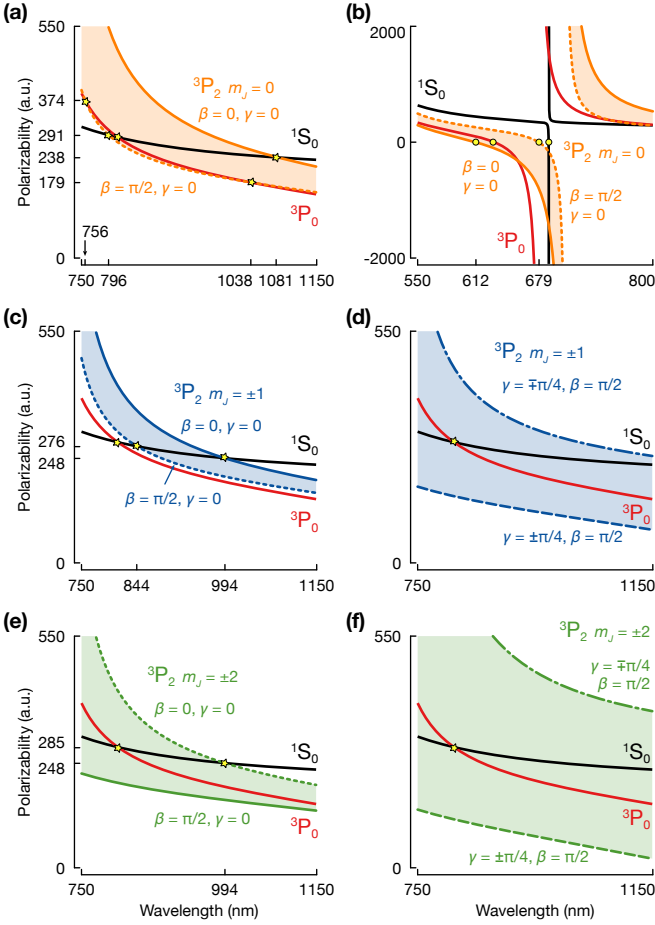 (a)
550
374
291
238
179
0
Polarizability (a.u.)
³P₂ m_J = 0
β = 0, γ = 0
¹S₀
β = π/2, γ = 0
³P₀
756
750 796 1038 1081 1150
(b)
2000
0
-2000
¹S₀
³P₂ m_J = 0
β = 0
γ = 0
β = π/2
γ = 0
³P₀
550 612 679 800
(c)
550
276
248
0
Polarizability (a.u.)
³P₂ m_J = ±1
β = 0, γ = 0
¹S₀
β = π/2, γ = 0
³P₀
750 844 994 1150
(d)
550
0
³P₂ m_J = ±1
γ = ∓π/4, β = π/2
¹S₀
³P₀
γ = ±π/4, β = π/2
750 1150
(e)
550
285
248
0
Polarizability (a.u.)
³P₂ m_J = ±2
β = 0, γ = 0
¹S₀
³P₀
β = π/2, γ = 0
750 994 1150
Wavelength (nm)
(f)
550
0
³P₂ m_J = ±2
γ = ∓π/4
β = π/2
¹S₀
³P₀
γ = ±π/4, β = π/2
750 1150
Wavelength (nm)